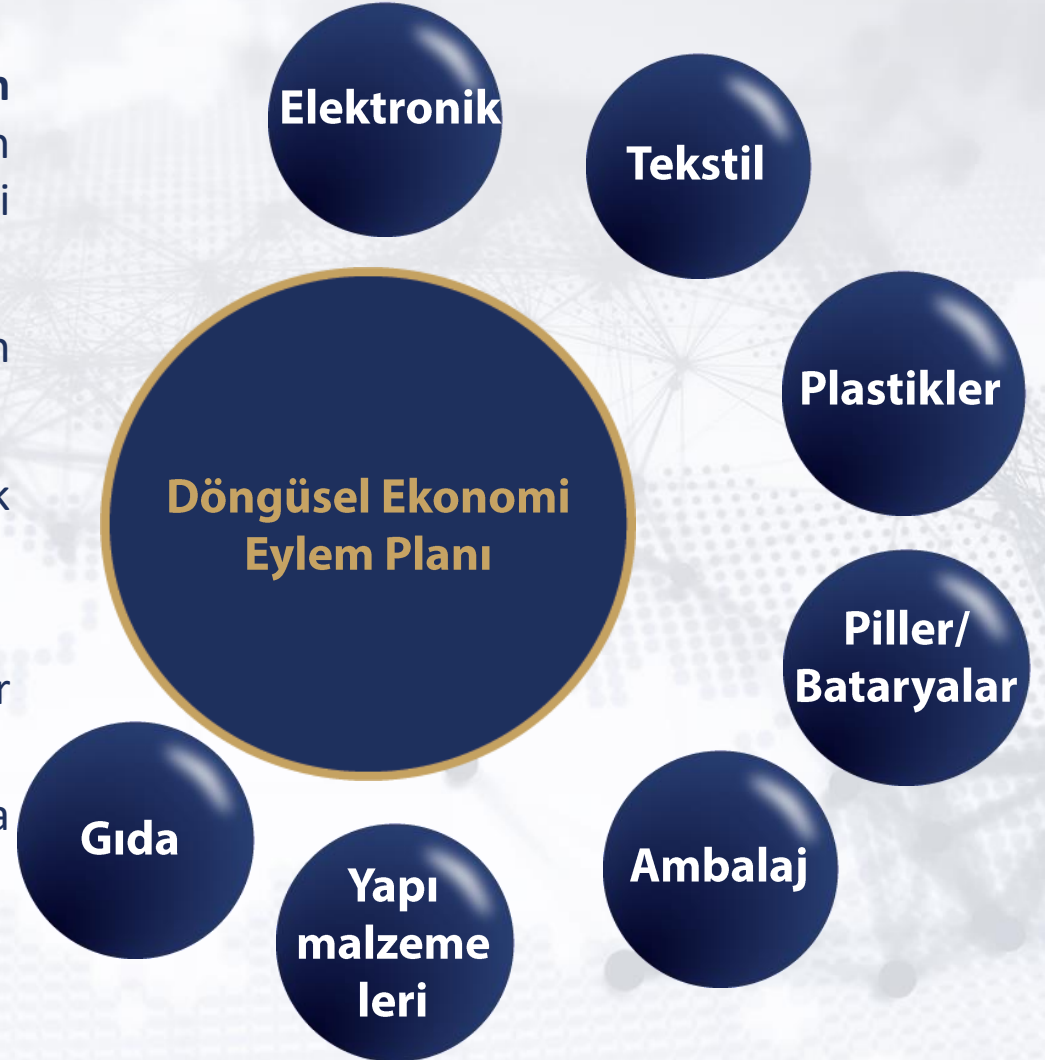 Elektronik
Tekstil
Plastikler
Döngüsel Ekonomi
Eylem Planı
Piller/
Bataryalar
Ambalaj
Yapı
malzeme
leri
Gıda